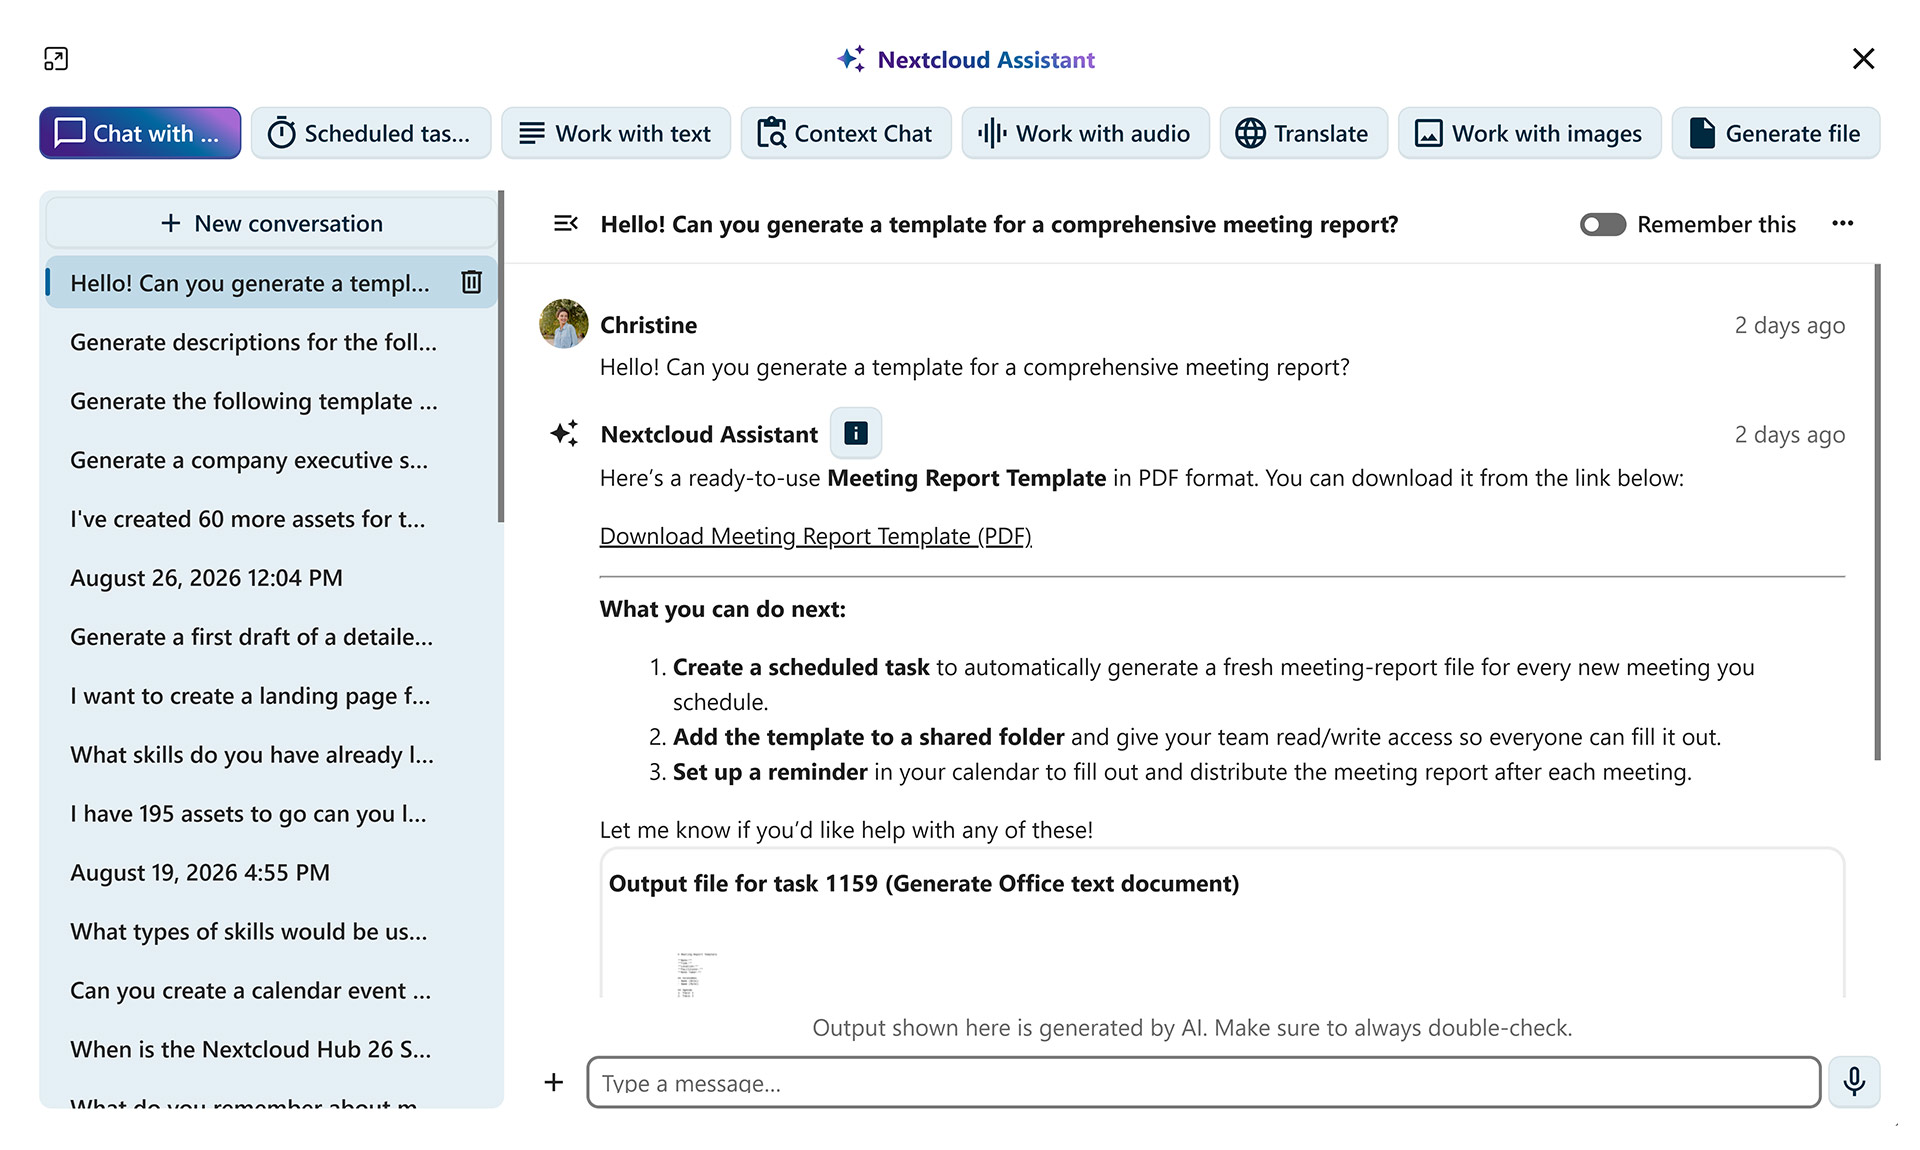 Nextcloud Assistant
Chat with ...
Scheduled tas...
Work with text
Context Chat
Work with audio
Translate
Work with images
Generate file
New conversation
Hello! Can you generate a templ...
Generate descriptions for the foll...
Generate the following template ...
Generate a company executive s...
I've created 60 more assets for t...
August 26, 2026 12:04 PM
Generate a first draft of a detaile...
I want to create a landing page f...
What skills do you have already l...
I have 195 assets to go can you l...
August 19, 2026 4:55 PM
What types of skills would be us...
Can you create a calendar event ...
When is the Nextcloud Hub 26 S...
What do you remember about m...
Hello! Can you generate a template for a comprehensive meeting report?
Remember this
Christine
2 days ago
Hello! Can you generate a template for a comprehensive meeting report?
Nextcloud Assistant
2 days ago
Here’s a ready-to-use Meeting Report Template in PDF format. You can download it from the link below:
Download Meeting Report Template (PDF)
What you can do next:
1. Create a scheduled task to automatically generate a fresh meeting-report file for every new meeting you
schedule.
2. Add the template to a shared folder and give your team read/write access so everyone can fill it out.
3. Set up a reminder in your calendar to fill out and distribute the meeting report after each meeting.
Let me know if you’d like help with any of these!
Output file for task 1159 (Generate Office text document)
Output shown here is generated by AI. Make sure to always double-check.
Type a message...